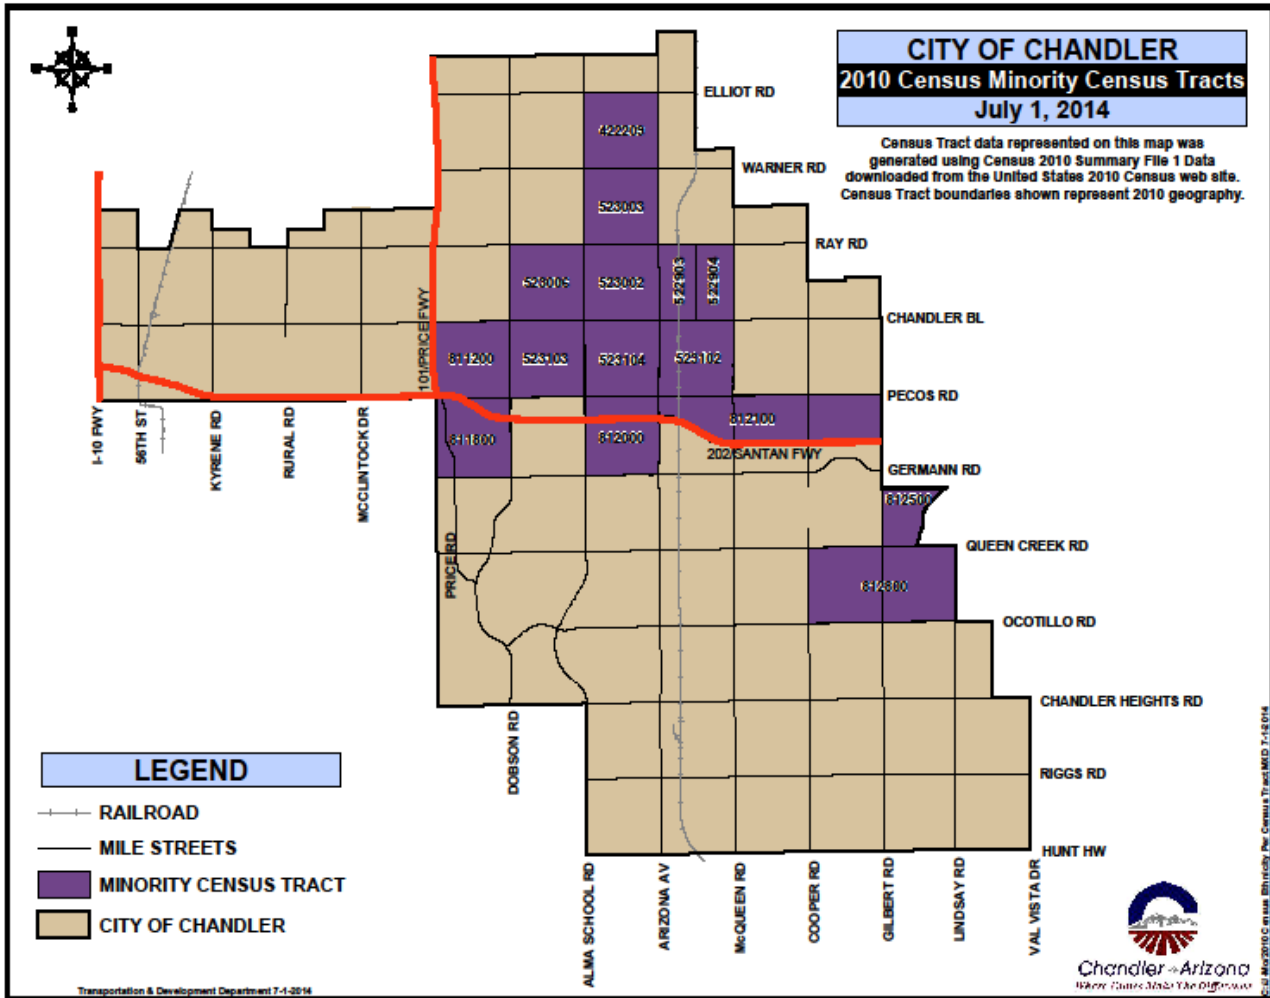 CITY OF CHANDLER
2010 Census Minority Census Tracts
July 1, 2014
Census Tract data represented on this map was
generated using Census 2010 Summary File 1 Data
downloaded from the United States 2010 Census web site.
Census Tract boundaries shown represent 2010 geography.
ELLIOT RD
422209
WARNER RD
523003
RAY RD
523002
522903
522904
101/PRICE FWY
CHANDLER BL
811200
523103
523104
523102
PECOS RD
812100
811800
812000
202/SANTAN FWY
GERMANN RD
I-10 FWY
56TH ST
KYRENE RD
RURAL RD
MCCLINTOCK DR
812500
QUEEN CREEK RD
PRICE RD
OCOTILLO RD
CHANDLER HEIGHTS RD
DOBSON RD
RIGGS RD
HUNT HW
ALMA SCHOOL RD
ARIZONA AV
McQUEEN RD
COOPER RD
GILBERT RD
LINDSAY RD
VAL VISTA DR
LEGEND
RAILROAD
MILE STREETS
MINORITY CENSUS TRACT
CITY OF CHANDLER
Transportation & Development Department 7-1-2014
Chandler Arizona
Where Values Make The Difference